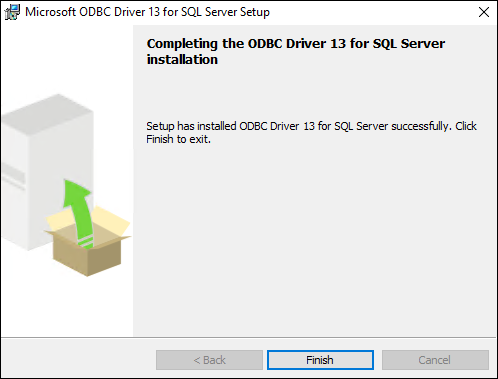 Microsoft ODBC Driver 13 for SQL Server Setup
Completing the ODBC Driver 13 for SQL Server
installation
Setup has installed ODBC Driver 13 for SQL Server successfully. Click
Finish to exit.
< Back
Finish
Cancel